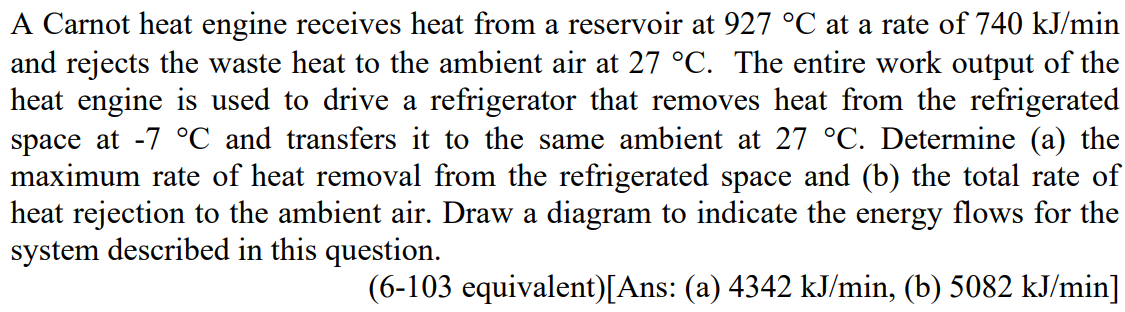 A Carnot heat engine receives heat from a reservoir at 927 °C at a rate of 740 kJ/min
and rejects the waste heat to the ambient air at 27 °C.  The entire work output of the
heat engine is used to drive a refrigerator that removes heat from the refrigerated
space at -7 °C and transfers it to the same ambient at 27 °C. Determine (a) the
maximum rate of heat removal from the refrigerated space and (b) the total rate of
heat rejection to the ambient air. Draw a diagram to indicate the energy flows for the
system described in this question.
(6-103 equivalent)[Ans: (a) 4342 kJ/min, (b) 5082 kJ/min]